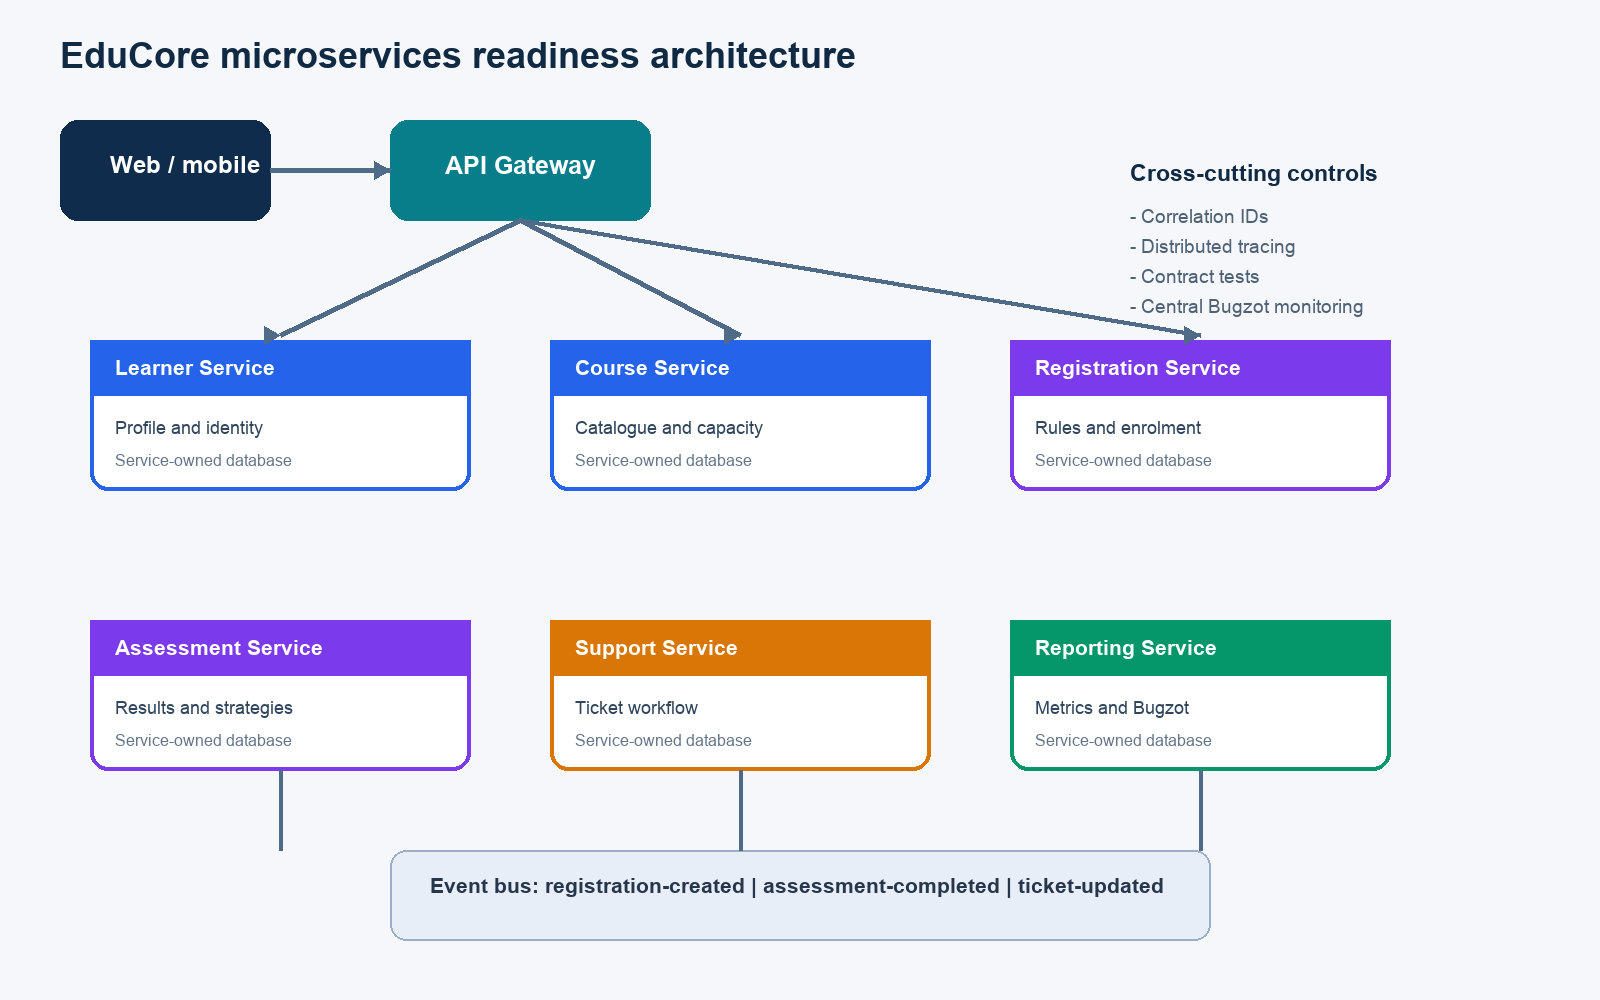 EduCore microservices readiness architecture
Web / mobile
API Gateway
Cross-cutting controls
- Correlation IDs
- Distributed tracing
- Contract tests
- Central Bugzot monitoring
Learner Service
Profile and identity
Service-owned database
Course Service
Catalogue and capacity
Service-owned database
Registration Service
Rules and enrolment
Service-owned database
Assessment Service
Results and strategies
Service-owned database
Support Service
Ticket workflow
Service-owned database
Reporting Service
Metrics and Bugzot
Service-owned database
Event bus: registration-created | assessment-completed | ticket-updated